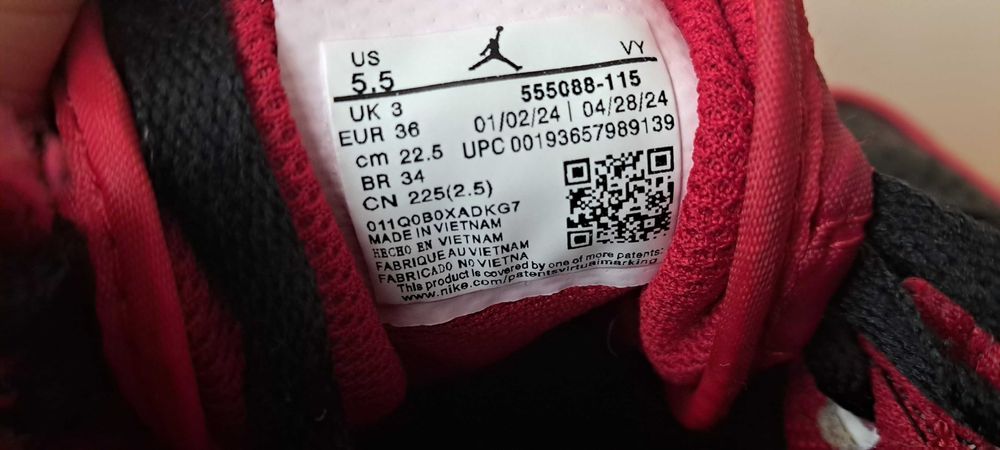 US
5.5
VY
555088-115
UK 3
01/02/24 | 04/28/24
EUR 36
UPC 00193657989139
cm 22.5
BR 34
CN 225(2.5)
011Q0B0XADKG7
MADE IN VIETNAM
HECHO EN VIETNAM
FABRIQUE AU VIETNAM
FABRICADO NO VIETNA
This product is covered by one of more patents:
www.nike.com/patentsvirtuaimarking